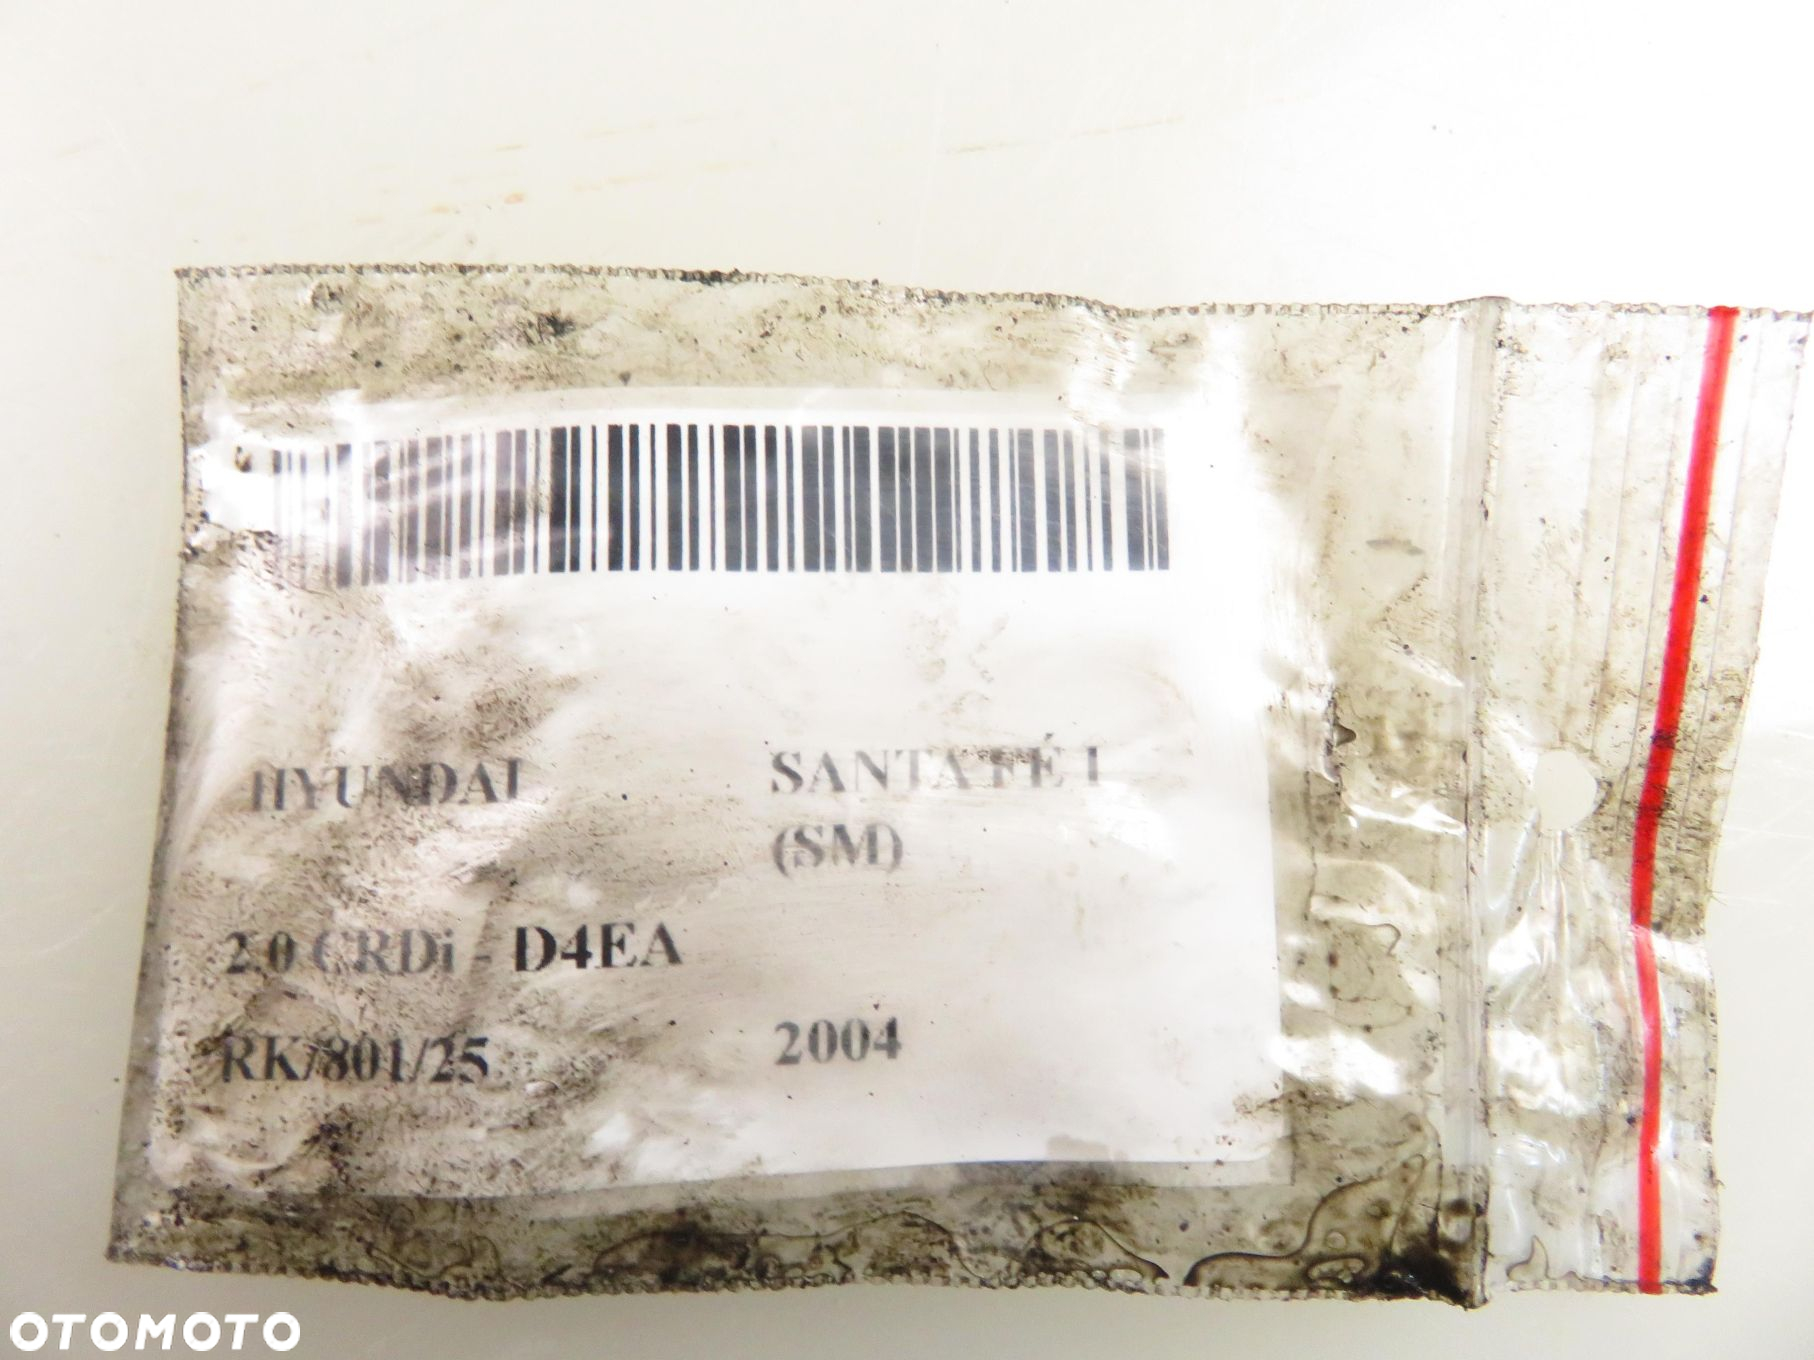 HYUNDAI SANTA FÉ I
(SM)
2.0 CRDi - D4EA
RK/801/25 2004
OTOMOTO